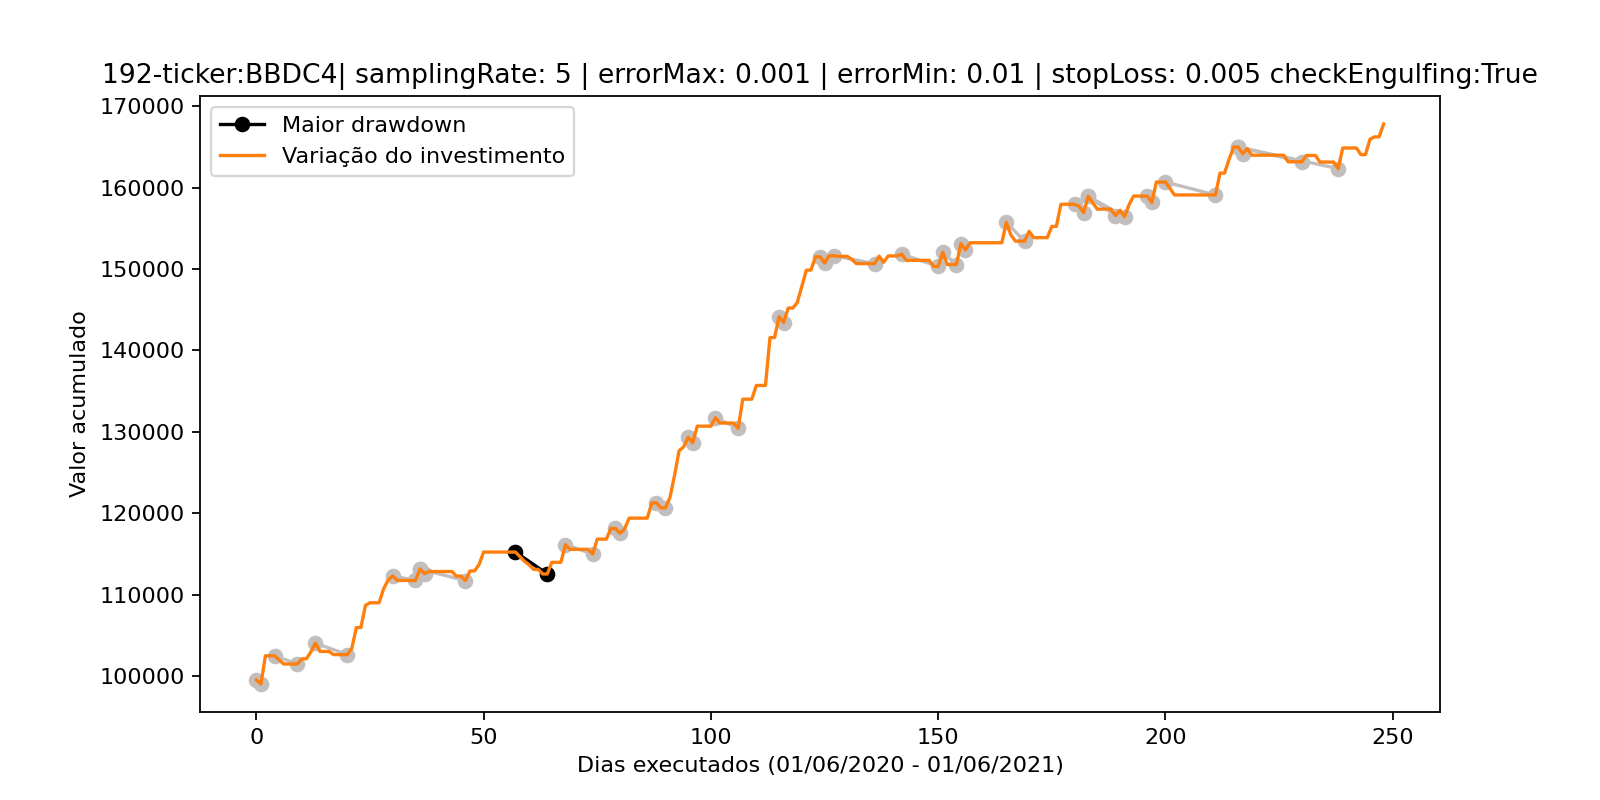 192-ticker:BBDC4| samplingRate: 5 | errorMax: 0.001 | errorMin: 0.01 | stopLoss: 0.005 checkEngulfing:True
Maior drawdown
Variação do investimento
170000
160000
150000
140000
130000
120000
110000
100000
Valor acumulado
0 50 100 150 200 250
Dias executados (01/06/2020 - 01/06/2021)